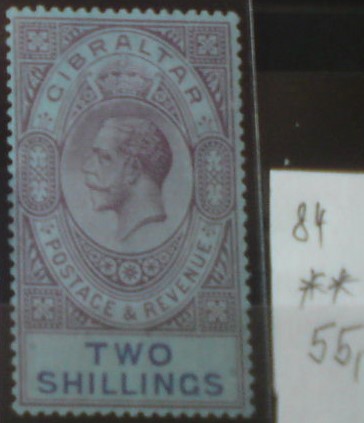 GIBRALTAR
POSTAGE & REVENUE
TWO
SHILLINGS
84
**
55,